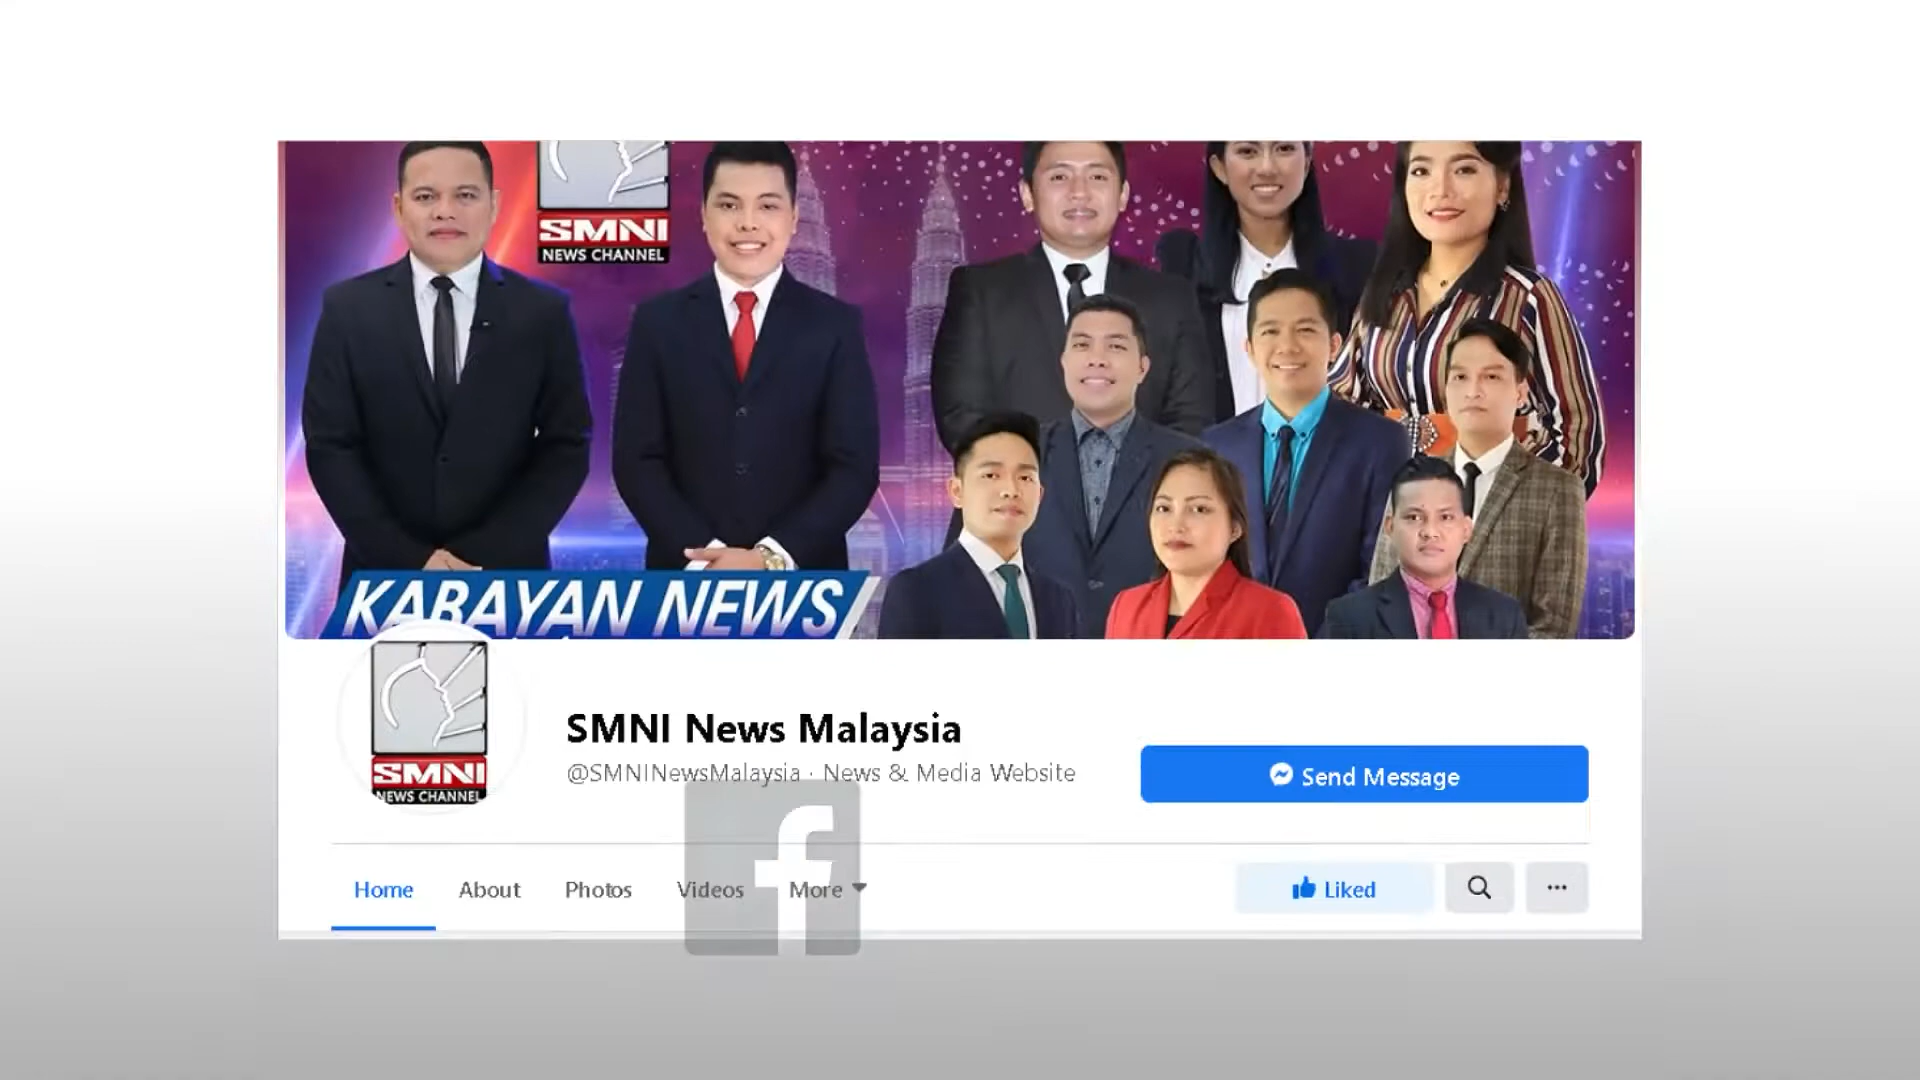 SMNI
NEWS CHANNEL
KABAYAN NEWS
SMNI
NEWS CHANNEL
SMNI News Malaysia
@SMNINewsMalaysia · News & Media Website
Send Message
Home About Photos Videos More
Liked